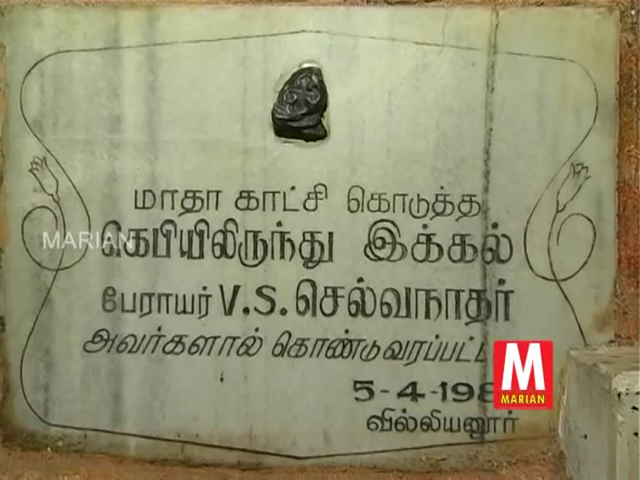 மாதா காட்சி கொடுத்த
கெபியிலிருந்து இக்கல்
பேராயர் V.S. செல்வநாதர்
அவர்களால் கொண்டுவரப்பட்
5-4-198
வில்லியனூர்
MARIAN
M
MARIAN